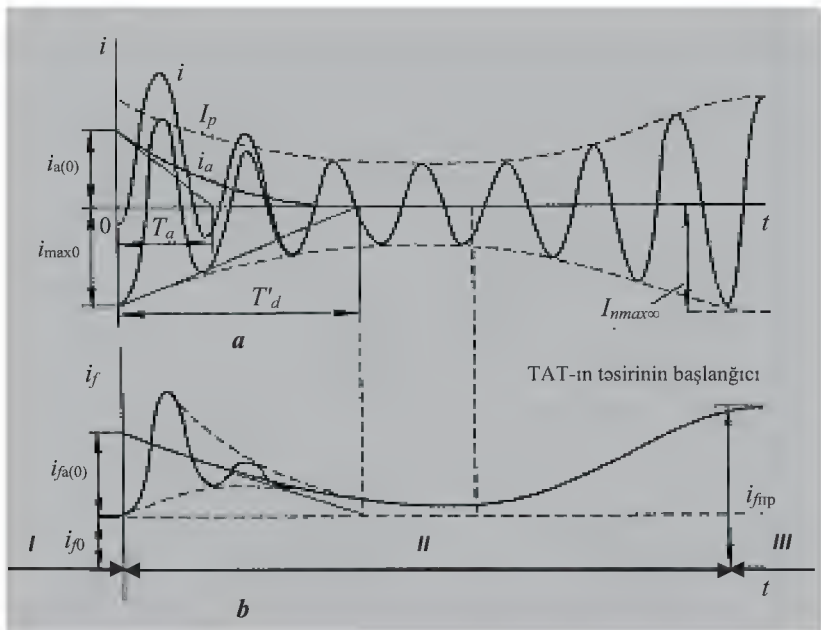 i
i
I_p
i_a
i_a(0)
0
T_a
t
i_max0
T'_d
I_nmax∞
a
i_f
TAT-ın təsirinin başlanğıcı
i_fa(0)
i_fпр
I
i_f0
II
III
t
b